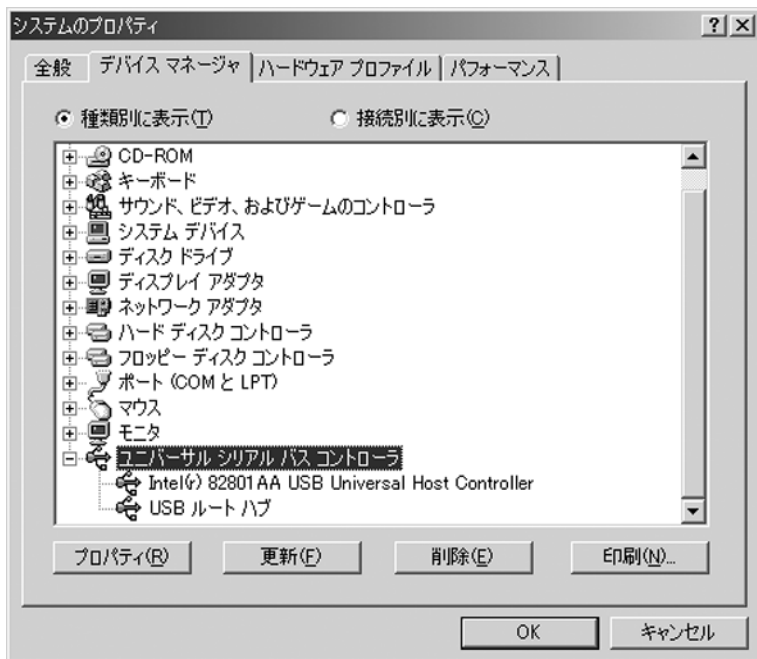 システムのプロパティ
全般 デバイス マネージャ ハードウェア プロファイル パフォーマンス
種類別に表示(T) 接続別に表示(C)
CD-ROM
キーボード
サウンド、ビデオ、およびゲームのコントローラ
システム デバイス
ディスク ドライブ
ディスプレイ アダプタ
ネットワーク アダプタ
ハード ディスク コントローラ
フロッピー ディスク コントローラ
ポート (COM と LPT)
マウス
モニタ
ユニバーサル シリアル バス コントローラ
Intel(r) 82801AA USB Universal Host Controller
USB ルート ハブ
プロパティ(R) 更新(F) 削除(E) 印刷(N)...
OK キャンセル